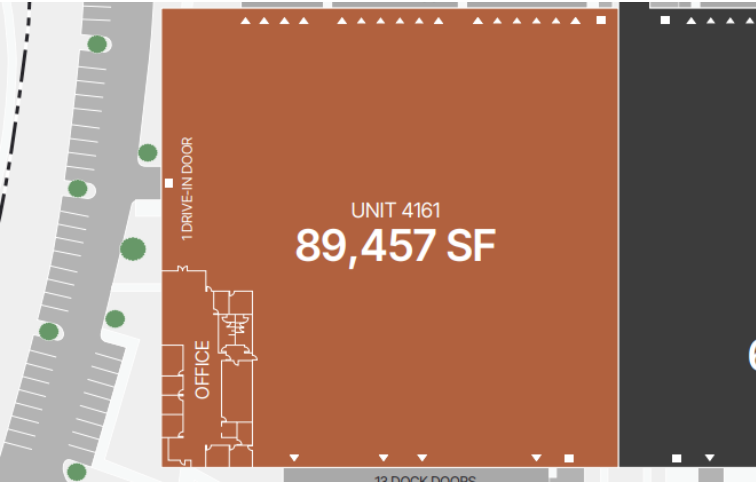 1 DRIVE-IN DOOR
UNIT 4161
89,457 SF
OFFICE
13 DOCK DOORS